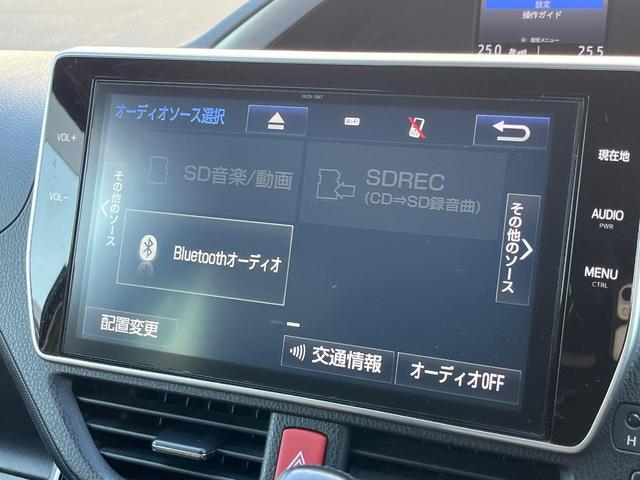 設定
操作ガイド
25.0
25.5
オーディオソース選択
Wi-Fi
VOL+
VOL-
その他のソース
SD音楽/動画
SDREC
(CD⇒SD録音曲)
その他のソース
Bluetoothオーディオ
配置変更
交通情報
オーディオOFF
現在地
AUDIO
PWR
MENU
CTRL
H